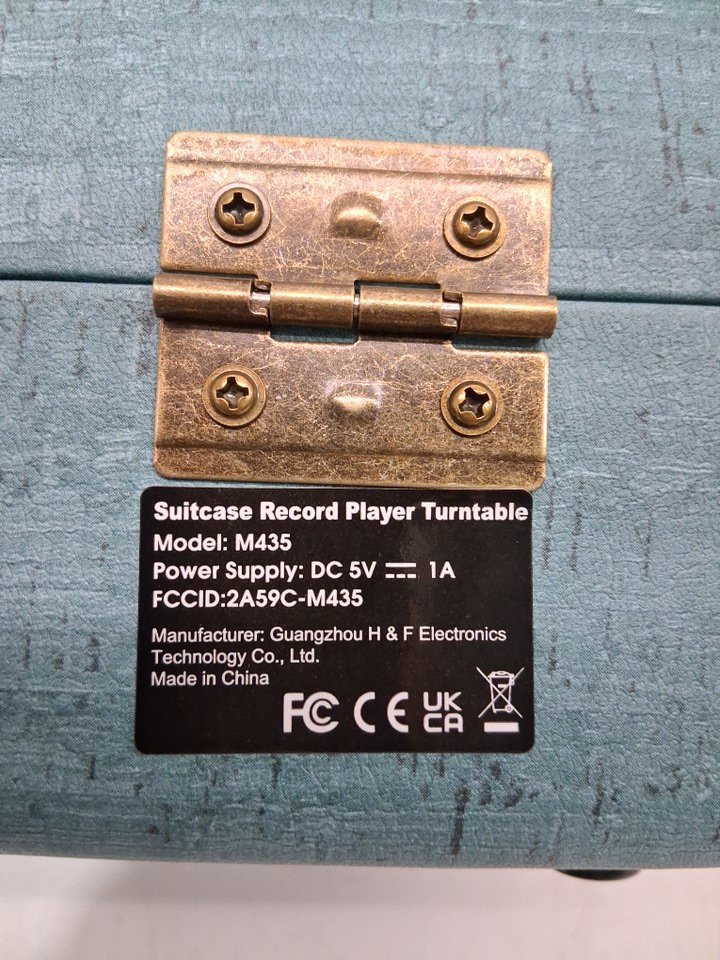 Suitcase Record Player Turntable
Model: M435
Power Supply: DC 5V ⎓ 1A
FCCID:2A59C-M435
Manufacturer: Guangzhou H & F Electronics
Technology Co., Ltd.
Made in China
FC CE UK
CA